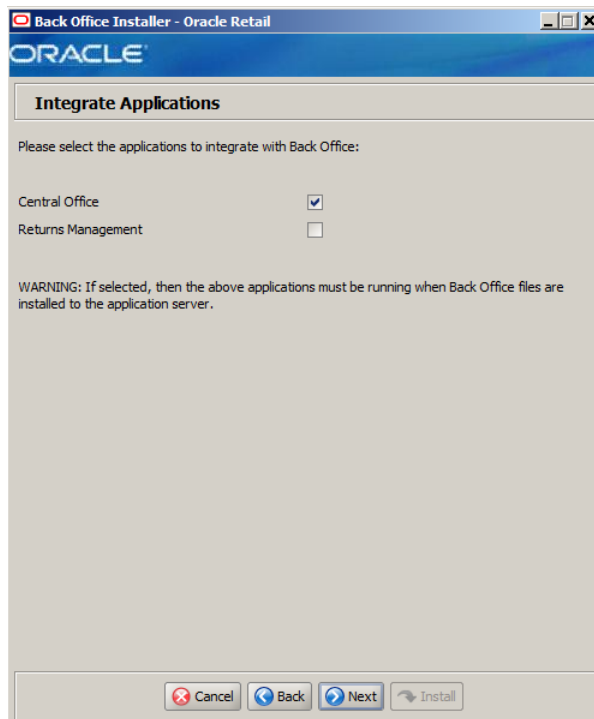 Back Office Installer - Oracle Retail
ORACLE
Integrate Applications
Please select the applications to integrate with Back Office:
Central Office
Returns Management
WARNING: If selected, then the above applications must be running when Back Office files are
installed to the application server.
Cancel Back Next Install